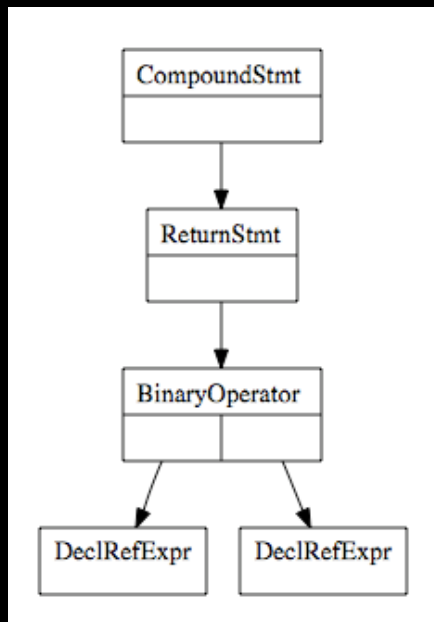 CompoundStmt
ReturnStmt
BinaryOperator
DeclRefExpr
DeclRefExpr